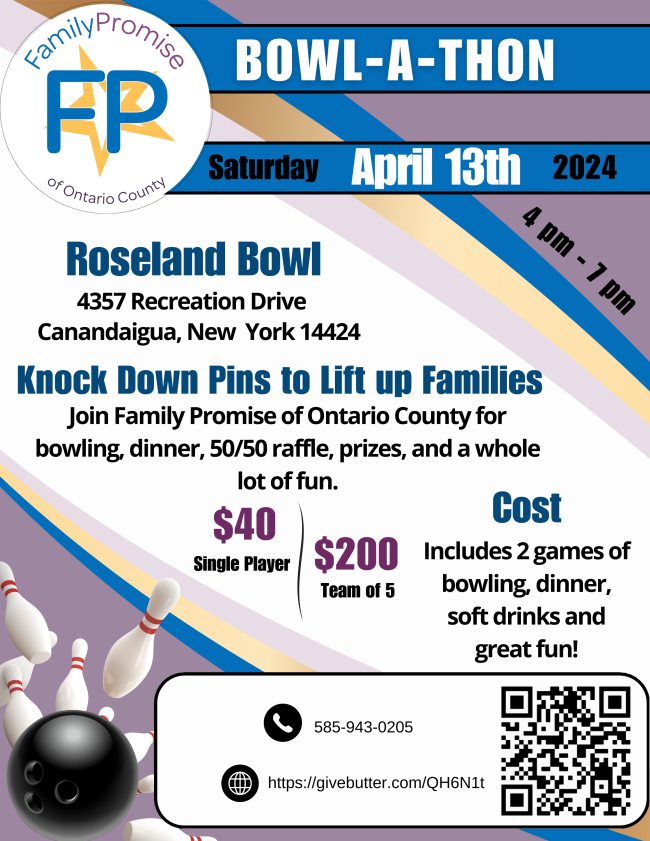 FamilyPromise
FP
of Ontario County
BOWL-A-THON
Saturday April 13th 2024
4 pm - 7 pm
Roseland Bowl
4357 Recreation Drive
Canandaigua, New York 14424
Knock Down Pins to Lift up Families
Join Family Promise of Ontario County for
bowling, dinner, 50/50 raffle, prizes, and a whole
lot of fun.
$40
Single Player
$200
Team of 5
Cost
Includes 2 games of
bowling, dinner,
soft drinks and
great fun!
585-943-0205
https://givebutter.com/QH6N1t